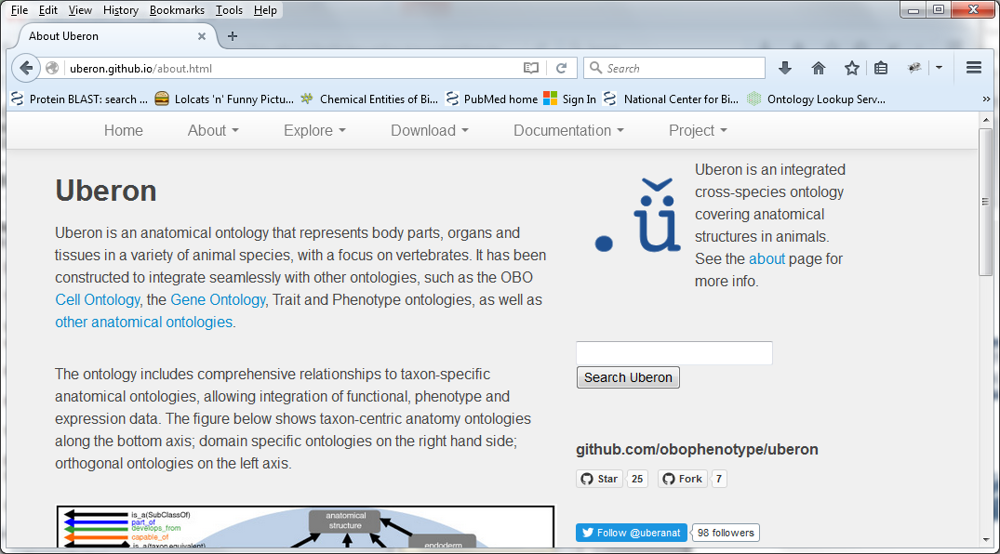 File Edit View History Bookmarks Tools Help
About Uberon
uberon.github.io/about.html
Search
Protein BLAST: search ... Lolcats 'n' Funny Pictu... Chemical Entities of Bi... PubMed home Sign In National Center for Bi... Ontology Lookup Serv... »
Home About Explore Download Documentation Project
Uberon
Uberon is an anatomical ontology that represents body parts, organs and
tissues in a variety of animal species, with a focus on vertebrates. It has been
constructed to integrate seamlessly with other ontologies, such as the OBO
Cell Ontology, the Gene Ontology, Trait and Phenotype ontologies, as well as
other anatomical ontologies.
The ontology includes comprehensive relationships to taxon-specific
anatomical ontologies, allowing integration of functional, phenotype and
expression data. The figure below shows taxon-centric anatomy ontologies
along the bottom axis; domain specific ontologies on the right hand side;
orthogonal ontologies on the left axis.
is_a(SubClassOf)
part_of
develops_from
capable_of
is_a(taxon equivalent)
anatomical
structure
endoderm
.ü
Uberon is an integrated
cross-species ontology
covering anatomical
structures in animals.
See the about page for
more info.
Search Uberon
github.com/obophenotype/uberon
Star 25 Fork 7
Follow @uberanat 98 followers